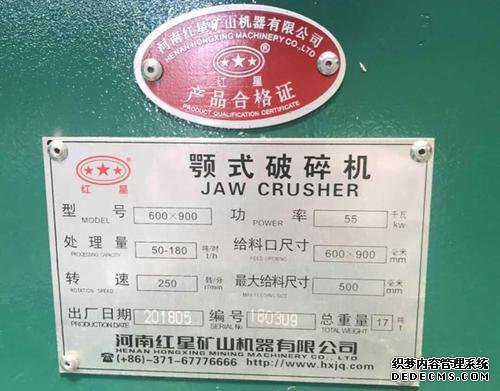 河南红星矿山机器有限公司
HENAN HONGXING MACHINERY CO.,LTD.
红星
产品合格证
PRODUCT QUALIFICATION CERTIFICATE
红星
颚式破碎机
JAW CRUSHER
型号 600×900 功率 55 千瓦
MODEL POWER kw
处理量 50-180 吨/时 给料口尺寸 600×900 毫米
PROCESSING CAPACITY t/h FEED OPENING mm
转速 250 转/分 最大给料尺寸 500 毫米
ROTATION SPEED r/min MAX FEEDING SIZE mm
出厂日期 201805 编号 180309 总重量 17 吨
PRODUCTION DATE SERIAL No TOTAL WEIGHT t
河南红星矿山机器有限公司
HENAN HONGXING MINING MACHINERY CO.,LTD.
(+86)-371-67776666 www.hxjq.com
织梦内容管理系统
DEDECMS.COM